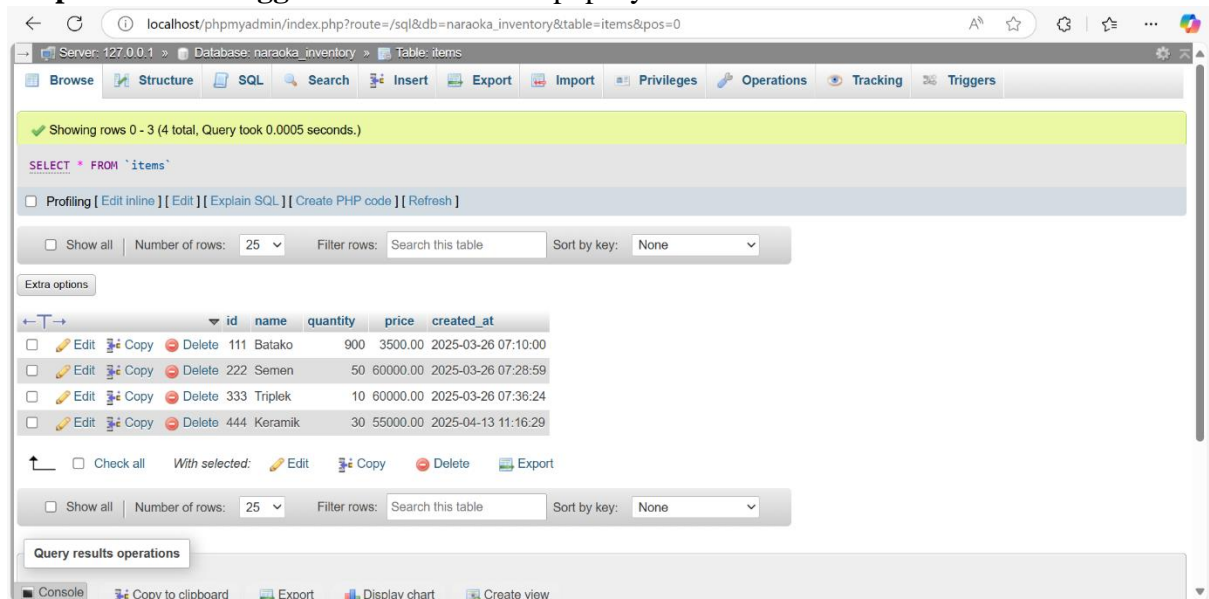 localhost/phpmyadmin/index.php?route=/sql&db=naraoka_inventory&table=items&pos=0
Server: 127.0.0.1 » Database: naraoka_inventory » Table: items
Browse Structure SQL Search Insert Export Import Privileges Operations Tracking Triggers
Showing rows 0 - 3 (4 total, Query took 0.0005 seconds.)
SELECT * FROM `items`
Profiling [ Edit inline ] [ Edit ] [ Explain SQL ] [ Create PHP code ] [ Refresh ]
Show all | Number of rows: 25 Filter rows: Search this table Sort by key: None
Extra options
id name quantity price created_at
Edit Copy Delete 111 Batako 900 3500.00 2025-03-26 07:10:00
Edit Copy Delete 222 Semen 50 60000.00 2025-03-26 07:28:59
Edit Copy Delete 333 Triplek 10 60000.00 2025-03-26 07:36:24
Edit Copy Delete 444 Keramik 30 55000.00 2025-04-13 11:16:29
Check all With selected: Edit Copy Delete Export
Show all | Number of rows: 25 Filter rows: Search this table Sort by key: None
Query results operations
Console Copy to clipboard Export Display chart Create view